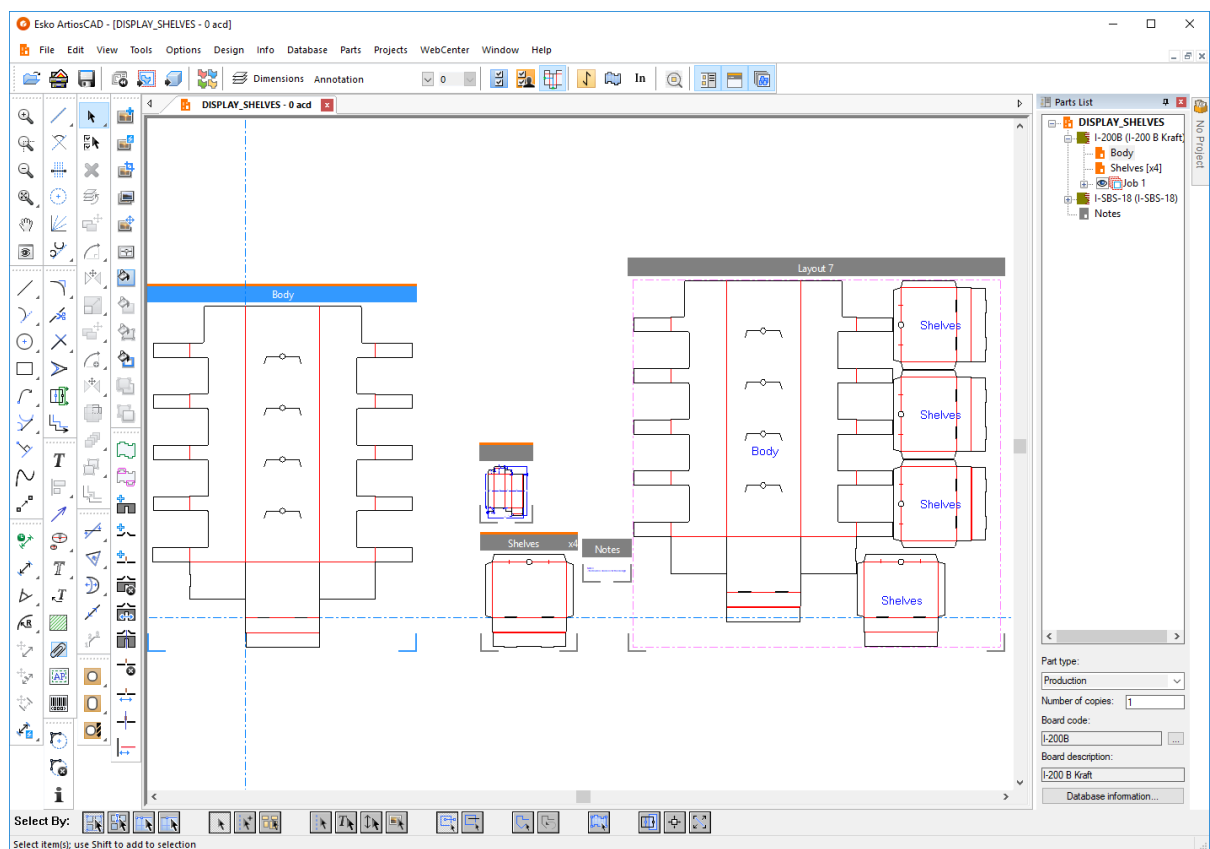 Esko ArtiosCAD - [DISPLAY_SHELVES - 0 acd]
File Edit View Tools Options Design Info Database Parts Projects WebCenter Window Help
Dimensions Annotation 0 In
DISPLAY_SHELVES - 0 acd
Parts List
DISPLAY_SHELVES
I-200B (I-200 B Kraft)
Body
Shelves [x4]
Job 1
I-SBS-18 (I-SBS-18)
Notes
No Project
Layout 7
Body
Shelves
Shelves
Body
Shelves
Shelves x4
Notes
Shelves
Part type:
Production
Number of copies: 1
Board code:
I-200B ...
Board description:
I-200 B Kraft
Database information...
Select By:
Select item(s); use Shift to add to selection